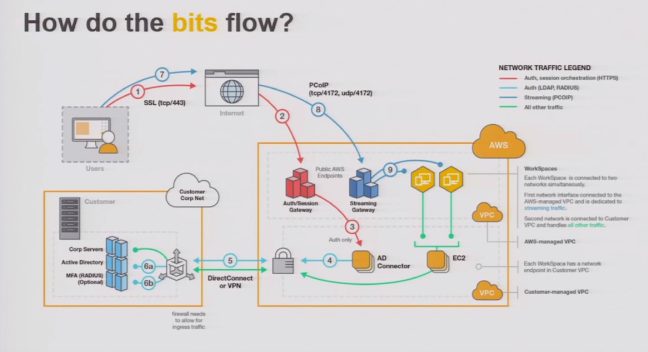 How do the bits flow?
7
1
SSL (tcp/443)
Users
Internet
PCoIP
(tcp/4172, udp/4172)
2
8
NETWORK TRAFFIC LEGEND
Auth, session orchestration (HTTPS)
Auth (LDAP, RADIUS)
Streaming (PCOIP)
All other traffic
AWS
Public AWS
Endpoints
9
Auth/Session
Gateway
Streaming
Gateway
WorkSpaces
Each WorkSpace is connected to two
networks simultaneously.
First network interface connected to the
AWS-managed VPC and is dedicated to
streaming traffic.
Second network is connected to Customer
VPC and handles all other traffic.
VPC
AWS-managed VPC
Customer
Customer
Corp Net
3
Auth only
Corp Servers
Active Directory
MFA (RADIUS)
(Optional)
6a
6b
5
DirectConnect
or VPN
4
AD
Connector
EC2
Each WorkSpace has a network
endpoint in Customer VPC
VPC
Customer-managed VPC
firewall needs
to allow for
ingress traffic